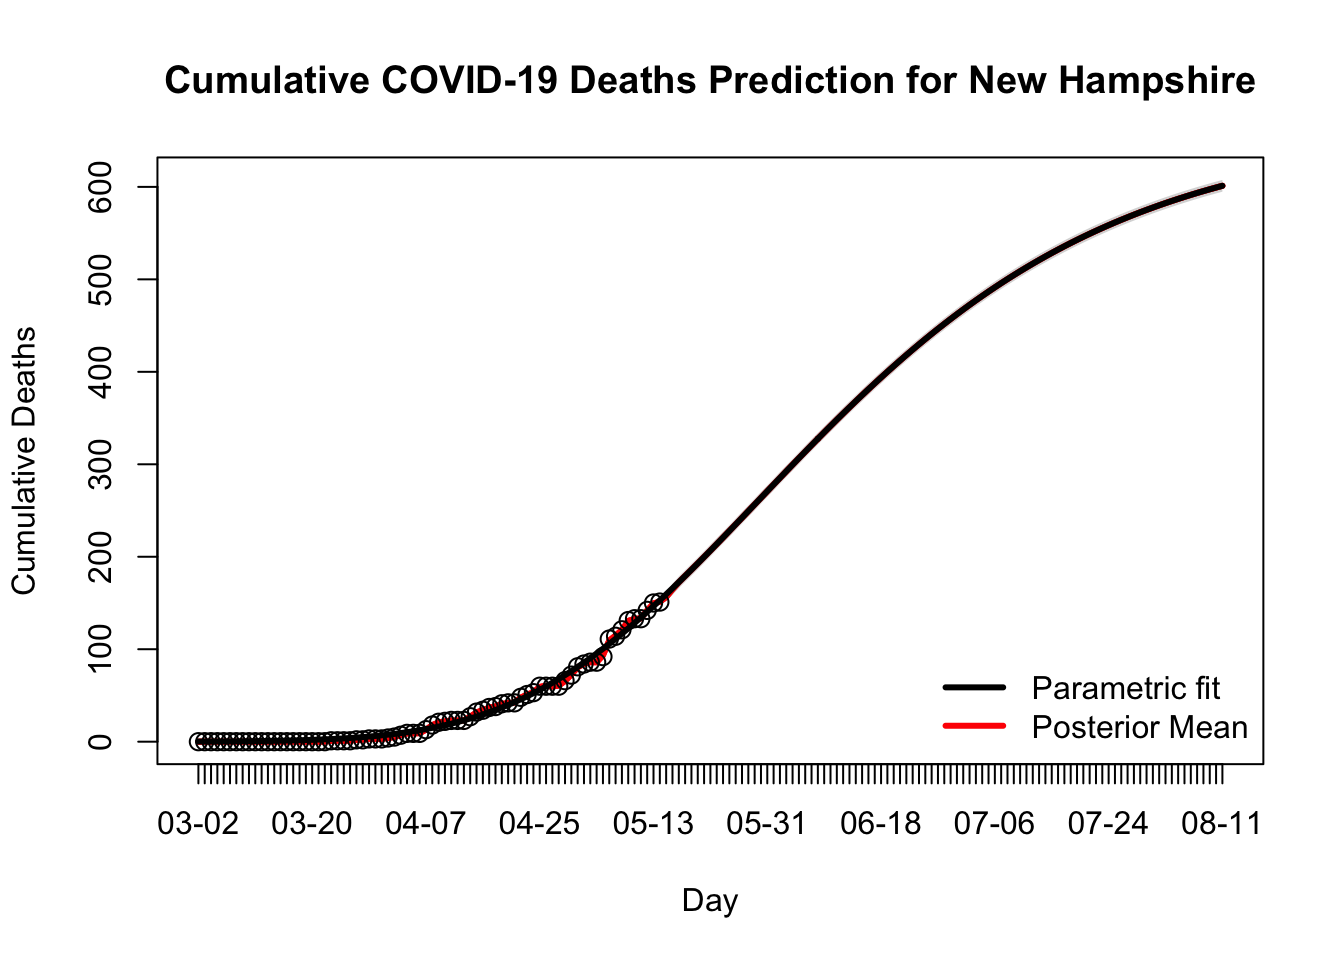 Cumulative COVID-19 Deaths Prediction for New Hampshire
Cumulative Deaths
600
500
400
300
200
100
0
Parametric fit
Posterior Mean
03-02 03-20 04-07 04-25 05-13 05-31 06-18 07-06 07-24 08-11
Day